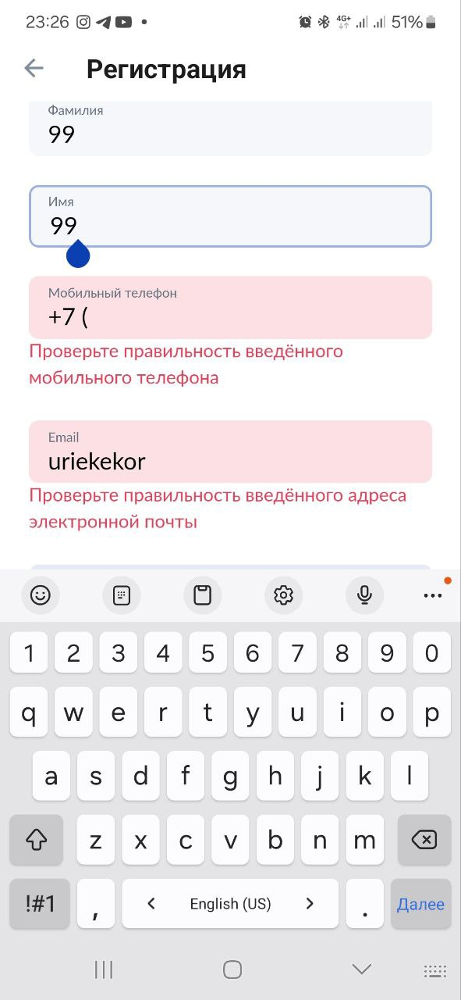 23:26 4G+ 51%
Регистрация
Фамилия
99
Имя
99
Мобильный телефон
+7 (
Проверьте правильность введённого
мобильного телефона
Email
uriekekor
Проверьте правильность введённого адреса
электронной почты
1 2 3 4 5 6 7 8 9 0
q w e r t y u i o p
a s d f g h j k l
z x c v b n m
!#1 , < English (US) > . Далее